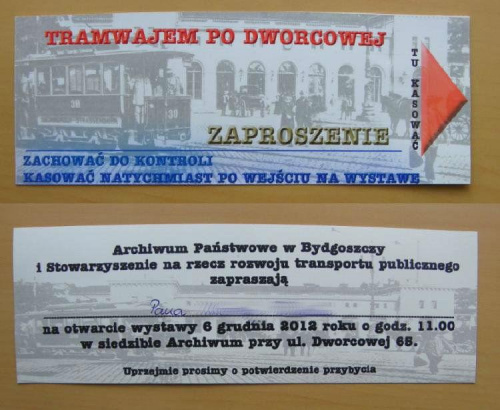 TRAMWAJEM PO DWORCOWEJ
TU KASOWAĆ
38 39
ZAPROSZENIE
ZACHOWAĆ DO KONTROLI
KASOWAĆ NATYCHMIAST PO WEJŚCIU NA WYSTAWĘ
Archiwum Państwowe w Bydgoszczy
i Stowarzyszenie na rzecz rozwoju transportu publicznego
zapraszają
Pana
na otwarcie wystawy 6 grudnia 2012 roku o godz. 11.00
w siedzibie Archiwum przy ul. Dworcowej 65.
Uprzejmie prosimy o potwierdzenie przybycia